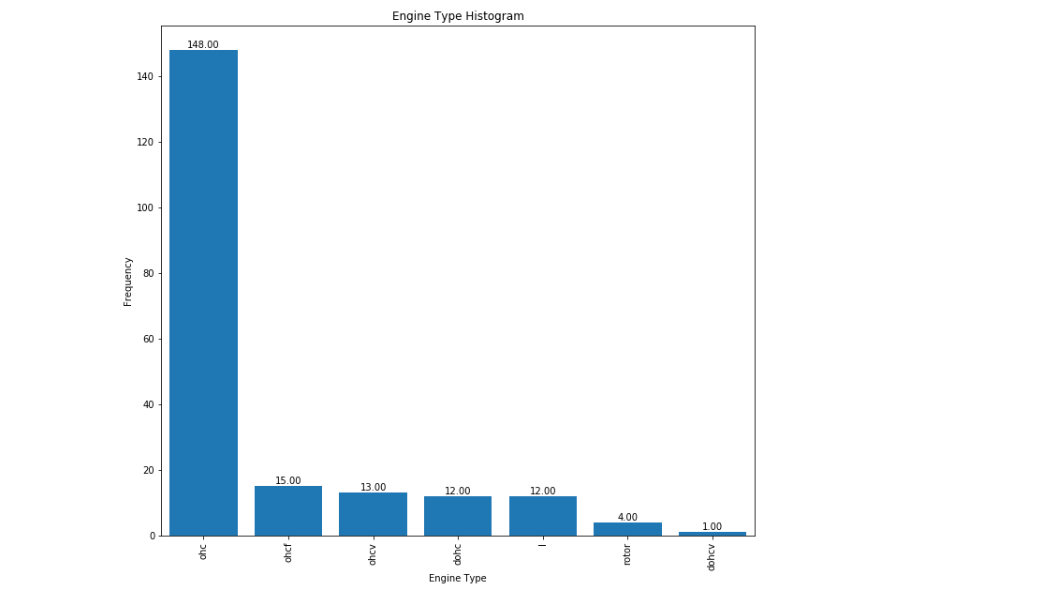 Engine Type Histogram
148.00
140
120
100
80
60
40
20
0
15.00
13.00
12.00
12.00
4.00
1.00
Frequency
ohc
ohcf
ohcv
dohc
l
rotor
dohcv
Engine Type